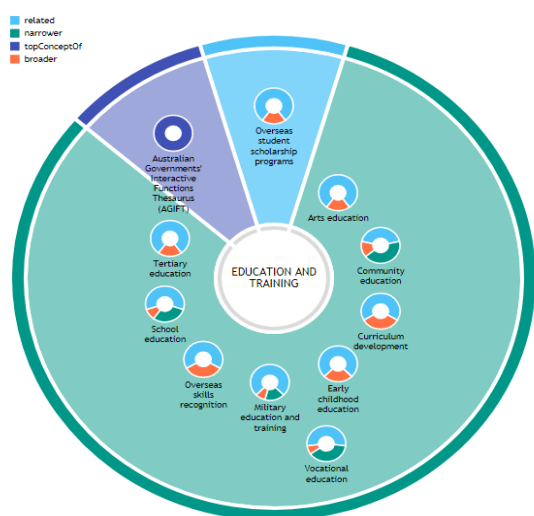 related
narrower
topConceptOf
broader
Overseas
student
scholarship
programs
Australian
Governments'
Interactive
Functions
Thesaurus
(AGIFT)
Arts education
Tertiary
education
Community
education
EDUCATION AND
TRAINING
School
education
Curriculum
development
Overseas
skills
recognition
Early
childhood
education
Military
education and
training
Vocational
education